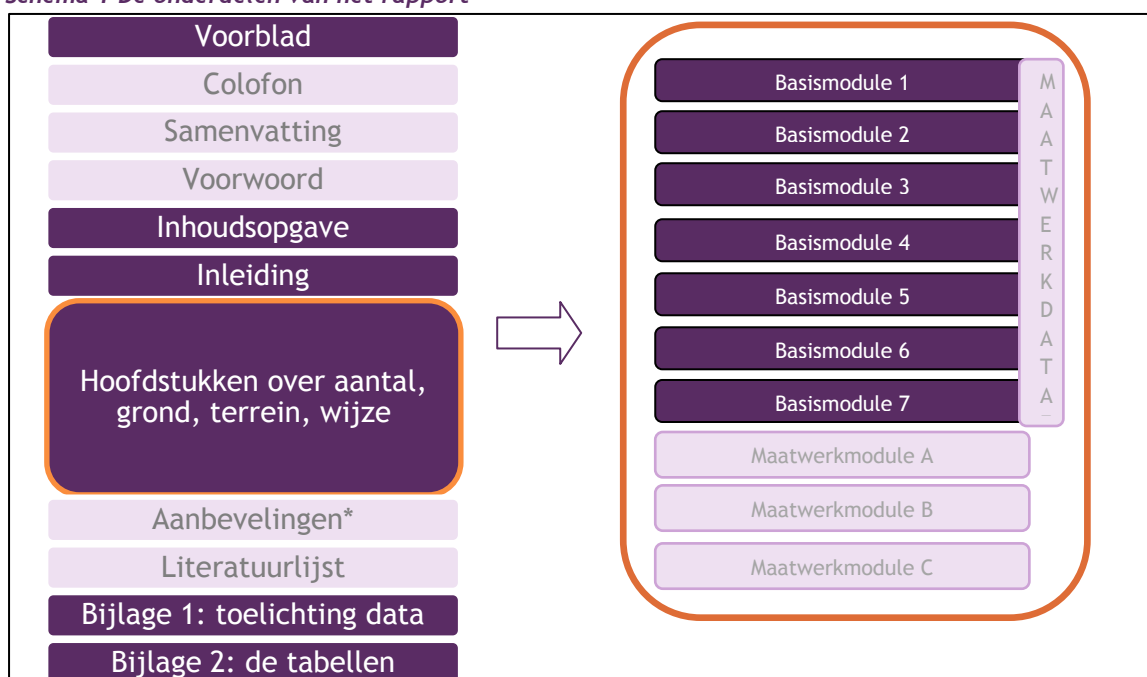 Schema 1 De onderdelen van het rapport
Voorblad
Colofon
Samenvatting
Voorwoord
Inhoudsopgave
Inleiding
Hoofdstukken over aantal,
grond, terrein, wijze
Aanbevelingen*
Literatuurlijst
Bijlage 1: toelichting data
Bijlage 2: de tabellen
Basismodule 1
Basismodule 2
Basismodule 3
Basismodule 4
Basismodule 5
Basismodule 6
Basismodule 7
Maatwerkmodule A
Maatwerkmodule B
Maatwerkmodule C
M
A
A
T
W
E
R
K
D
A
T
A